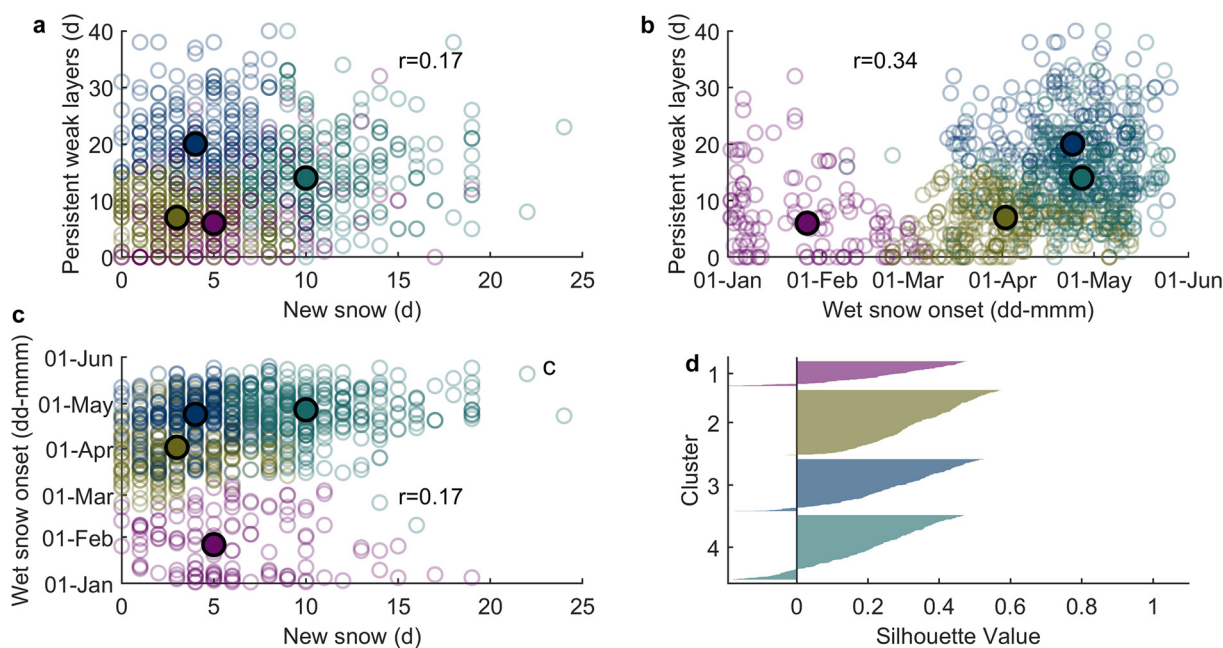 a
Persistent weak layers (d)
40
30
20
10
0
r=0.17
0 5 10 15 20 25
New snow (d)
b
Persistent weak layers (d)
40
30
20
10
0
r=0.34
01-Jan 01-Feb 01-Mar 01-Apr 01-May 01-Jun
Wet snow onset (dd-mmm)
c
Wet snow onset (dd-mmm)
01-Jun
01-May
01-Apr
01-Mar
01-Feb
01-Jan
c
r=0.17
0 5 10 15 20 25
New snow (d)
d
Cluster
1
2
3
4
0 0.2 0.4 0.6 0.8 1
Silhouette Value